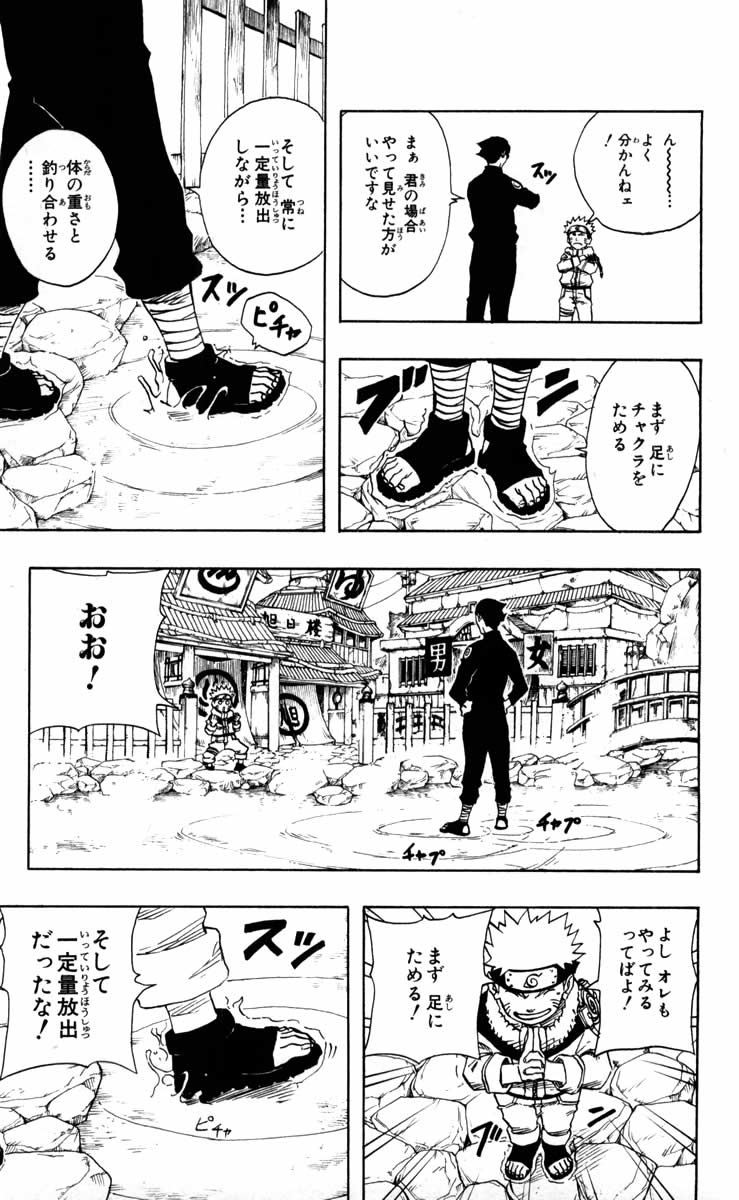 ん〜〜〜〜〜
よく
分かんねェ
!
まぁ 君の場合
やって見せた方が
いいですな
スッ
まず 足に
チャクラを
ためる
ズン
そして 常に
一定量放出
しながら…
体の重さと
釣り合わせる
……
スッ
ピチャ
おお!
ゆ
旭日楼
旭
男
女
チャプ
チャプ
よし オレも
やってみる
ってばよ!
まず 足に
ためる!
ズズ
スッ
そして
一定量放出
だったな!
ピチャ